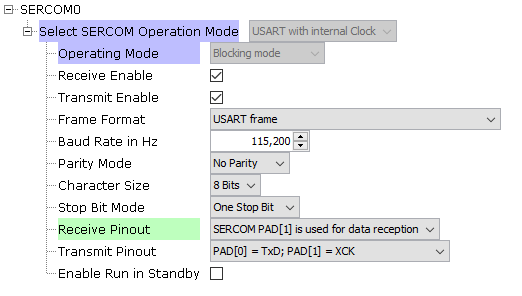 SERCOM0
Select SERCOM Operation Mode USART with internal Clock
Operating Mode Blocking mode
Receive Enable
Transmit Enable
Frame Format USART frame
Baud Rate in Hz 115,200
Parity Mode No Parity
Character Size 8 Bits
Stop Bit Mode One Stop Bit
Receive Pinout SERCOM PAD[1] is used for data reception
Transmit Pinout PAD[0] = TxD; PAD[1] = XCK
Enable Run in Standby